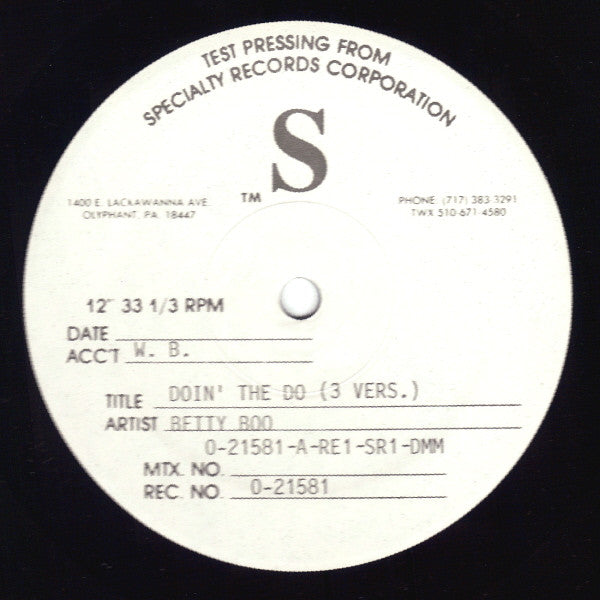 TEST PRESSING FROM
SPECIALTY RECORDS CORPORATION
S
TM
1400 E. LACKAWANNA AVE.
OLYPHANT, PA. 18447
PHONE: (717) 383-3291
TWX 510-671-4580
12" 33 1/3 RPM
DATE
ACC'T W. B.
TITLE DOIN' THE DO (3 VERS.)
ARTIST BETTY BOO
0-21581-A-RE1-SR1-DMM
MTX. NO.
REC. NO. 0-21581